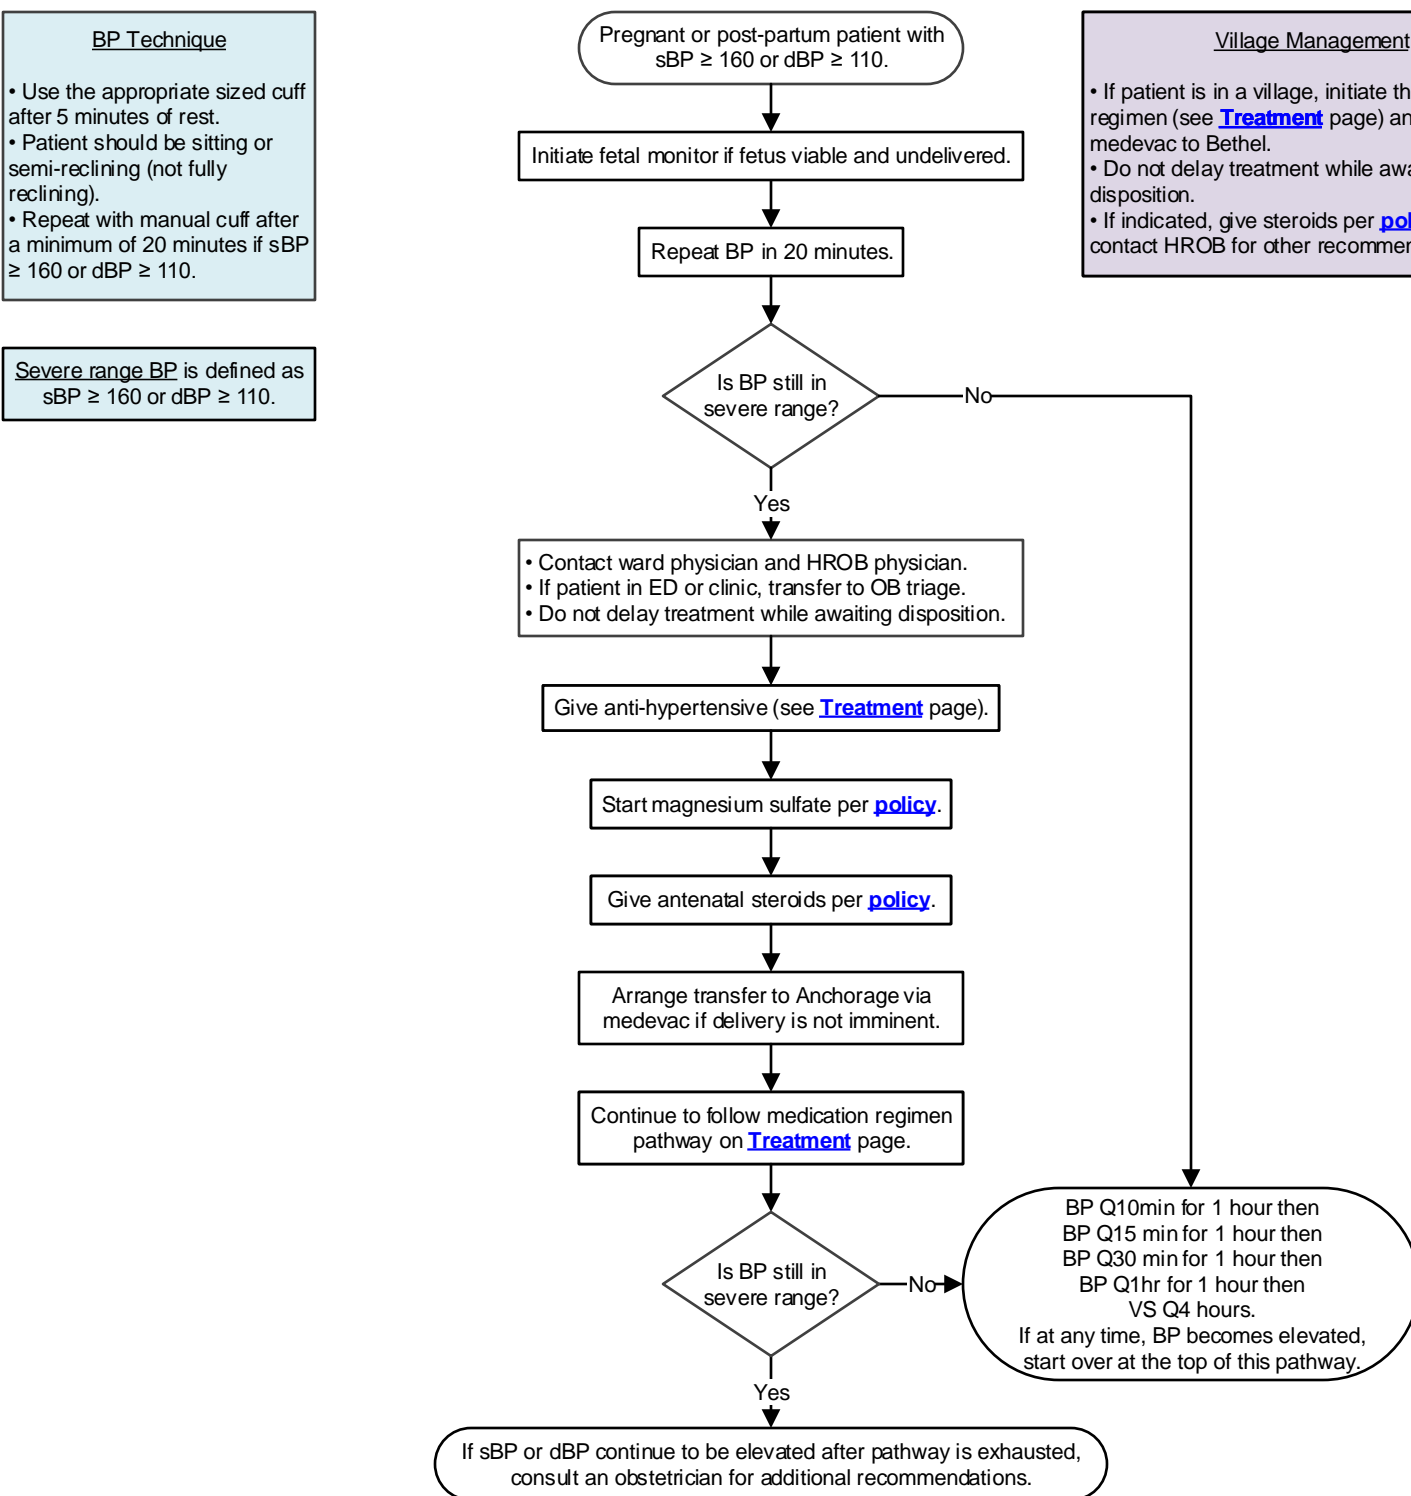 BP Technique
• Use the appropriate sized cuff
after 5 minutes of rest.
• Patient should be sitting or
semi-reclining (not fully
reclining).
• Repeat with manual cuff after
a minimum of 20 minutes if sBP
≥ 160 or dBP ≥ 110.
Severe range BP is defined as
sBP ≥ 160 or dBP ≥ 110.
Pregnant or post-partum patient with
sBP ≥ 160 or dBP ≥ 110.
Initiate fetal monitor if fetus viable and undelivered.
Repeat BP in 20 minutes.
Is BP still in
severe range?
No
Yes
• Contact ward physician and HROB physician.
• If patient in ED or clinic, transfer to OB triage.
• Do not delay treatment while awaiting disposition.
Give anti-hypertensive (see Treatment page).
Start magnesium sulfate per policy.
Give antenatal steroids per policy.
Arrange transfer to Anchorage via
medevac if delivery is not imminent.
Continue to follow medication regimen
pathway on Treatment page.
Is BP still in
severe range?
No
Yes
If sBP or dBP continue to be elevated after pathway is exhausted,
consult an obstetrician for additional recommendations.
Village Management
• If patient is in a village, initiate
regimen (see Treatment page)
medevac to Bethel.
• Do not delay treatment while
disposition.
• If indicated, give steroids per
contact HROB for other
BP Q10min for 1 hour then
BP Q15 min for 1 hour then
BP Q30 min for 1 hour then
BP Q1hr for 1 hour then
VS Q4 hours.
If at any time, BP becomes elevated,
start over at the top of this pathway.